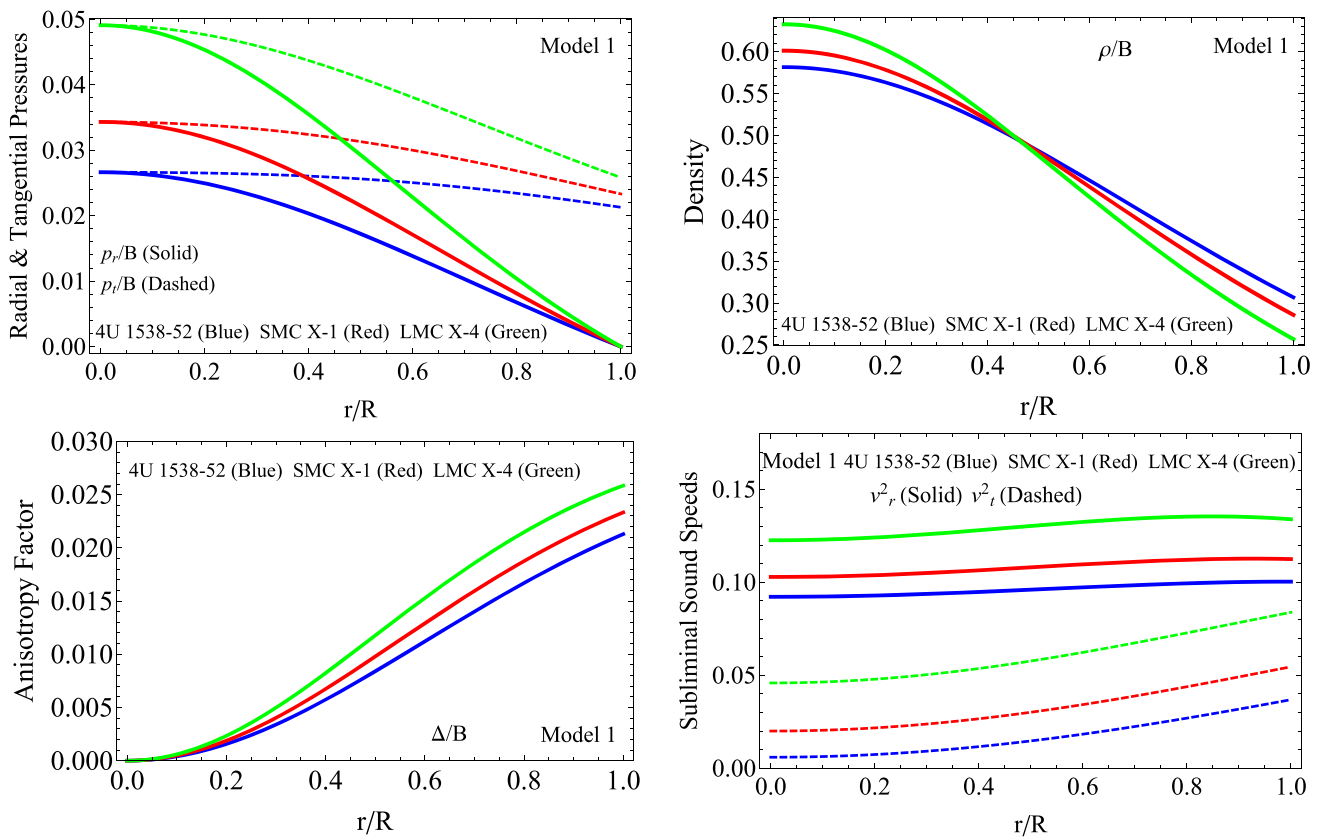 Radial & Tangential Pressures
0.05
0.04
0.03
0.02
0.01
0.00
Model 1
p_r/B (Solid)
p_t/B (Dashed)
4U 1538-52 (Blue) SMC X-1 (Red) LMC X-4 (Green)
0.0 0.2 0.4 0.6 0.8 1.0
r/R
Density
0.60
0.55
0.50
0.45
0.40
0.35
0.30
0.25
ρ/B Model 1
4U 1538-52 (Blue) SMC X-1 (Red) LMC X-4 (Green)
0.0 0.2 0.4 0.6 0.8 1.0
r/R
Anisotropy Factor
0.030
0.025
0.020
0.015
0.010
0.005
0.000
4U 1538-52 (Blue) SMC X-1 (Red) LMC X-4 (Green)
Δ/B Model 1
0.0 0.2 0.4 0.6 0.8 1.0
r/R
Subliminal Sound Speeds
0.15
0.10
0.05
0.00
Model 1 4U 1538-52 (Blue) SMC X-1 (Red) LMC X-4 (Green)
v²_r (Solid) v²_t (Dashed)
0.0 0.2 0.4 0.6 0.8 1.0
r/R